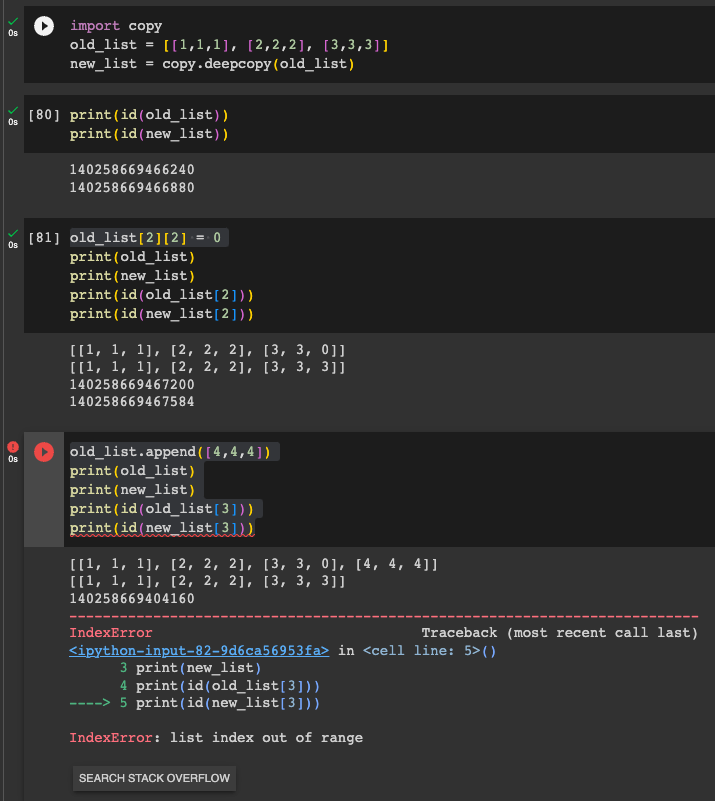 0s
import copy
old_list = [[1,1,1], [2,2,2], [3,3,3]]
new_list = copy.deepcopy(old_list)
0s
[80] print(id(old_list))
print(id(new_list))
140258669466240
140258669466880
0s
[81] old_list[2][2] = 0
print(old_list)
print(new_list)
print(id(old_list[2]))
print(id(new_list[2]))
[[1, 1, 1], [2, 2, 2], [3, 3, 0]]
[[1, 1, 1], [2, 2, 2], [3, 3, 3]]
140258669467200
140258669467584
0s
old_list.append([4,4,4])
print(old_list)
print(new_list)
print(id(old_list[3]))
print(id(new_list[3]))
[[1, 1, 1], [2, 2, 2], [3, 3, 0], [4, 4, 4]]
[[1, 1, 1], [2, 2, 2], [3, 3, 3]]
140258669404160
---------------------------------------------------------------------------
IndexError Traceback (most recent call last)
<ipython-input-82-9d6ca56953fa> in <cell line: 5>()
3 print(new_list)
4 print(id(old_list[3]))
----> 5 print(id(new_list[3]))
IndexError: list index out of range
SEARCH STACK OVERFLOW